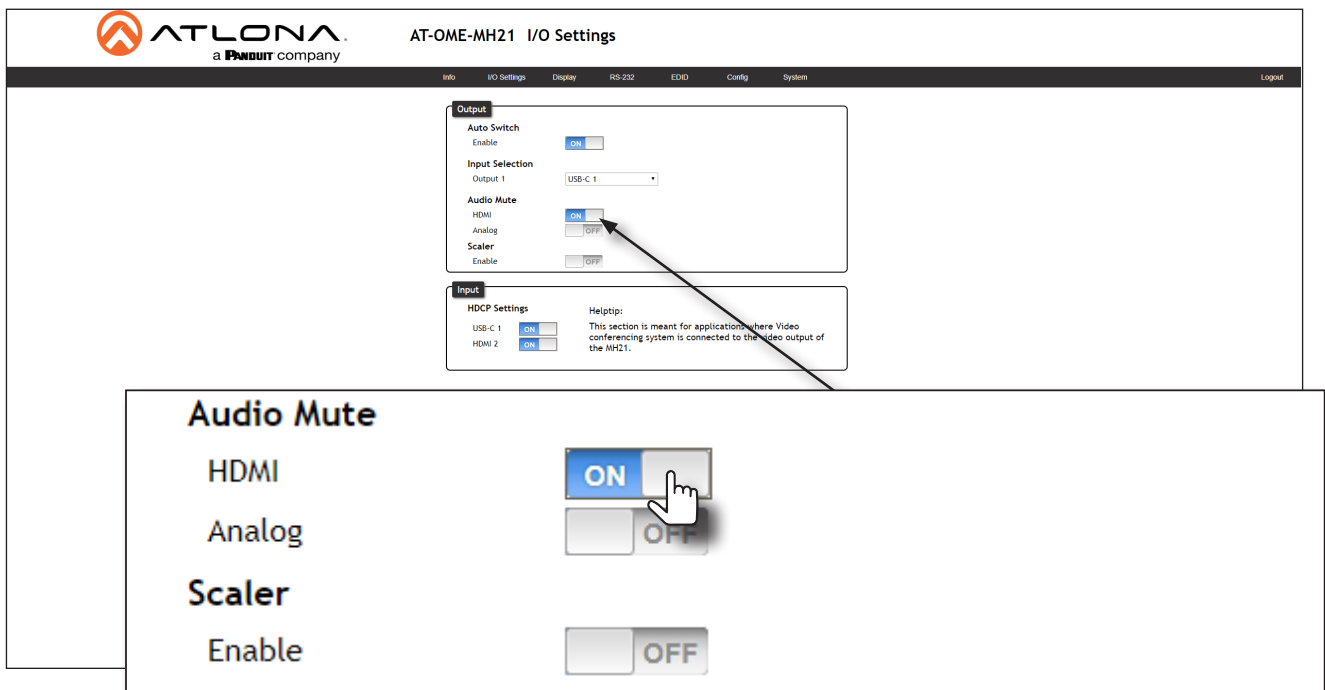 ATLONA.
a PANDUIT company
AT-OME-MH21 I/O Settings
Info I/O Settings Display RS-232 EDID Config System Logout
Output
Auto Switch
Enable ON
Input Selection
Output 1 USB-C 1
Audio Mute
HDMI ON
Analog OFF
Scaler
Enable OFF
Input
HDCP Settings
USB-C 1 ON
HDMI 2 ON
Helptip:
This section is meant for applications where Video
conferencing system is connected to the video output of
the MH21.
Audio Mute
HDMI ON
Analog OFF
Scaler
Enable OFF